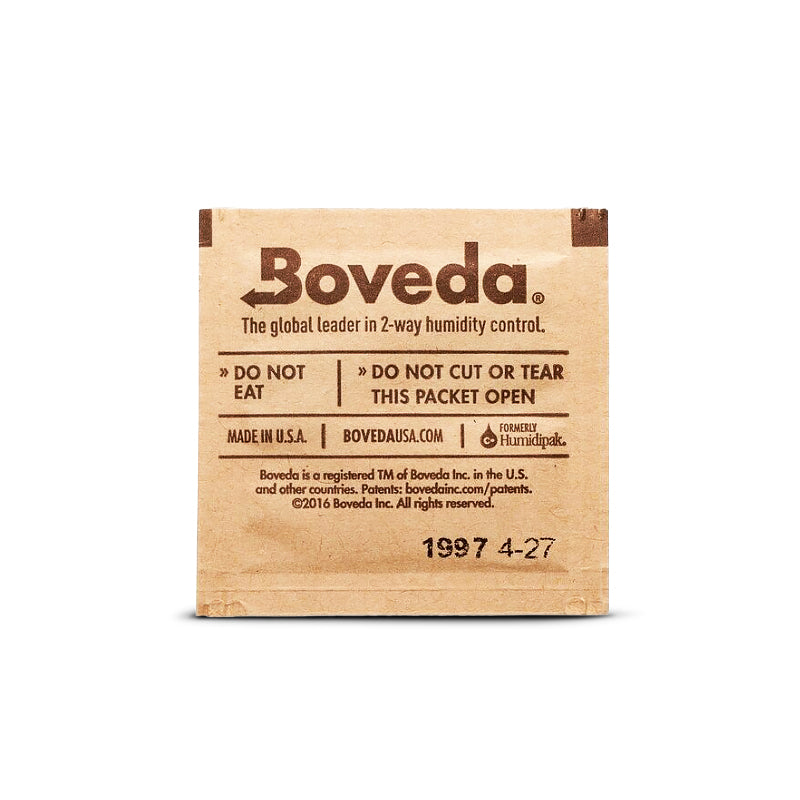 Boveda®
The global leader in 2-way humidity control.
» DO NOT EAT
» DO NOT CUT OR TEAR THIS PACKET OPEN
MADE IN U.S.A. | BOVEDAUSA.COM | FORMERLY Humidipak®
Boveda is a registered TM of Boveda Inc. in the U.S.
and other countries. Patents: bovedainc.com/patents.
©2016 Boveda Inc. All rights reserved.
1997 4-27